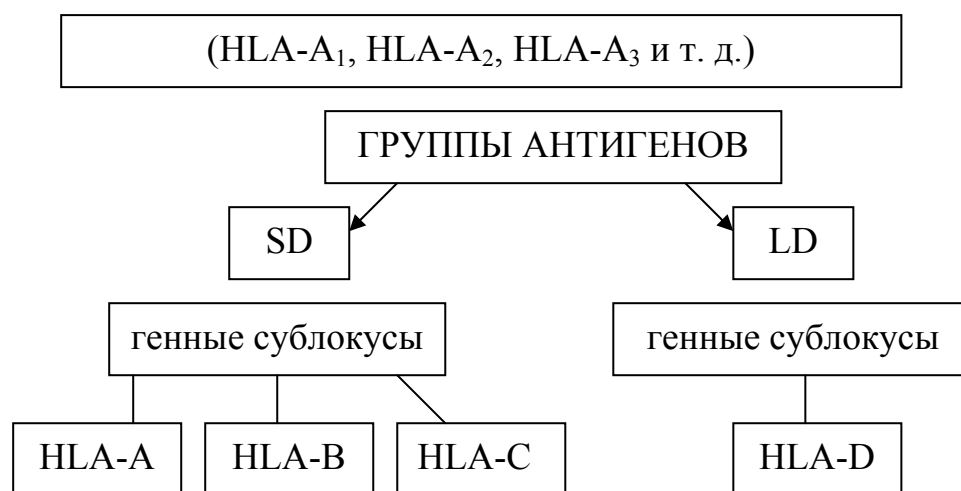 (HLA-A₁, HLA-A₂, HLA-A₃ и т. д.)
ГРУППЫ АНТИГЕНОВ
SD
LD
генные сублокусы
генные сублокусы
HLA-A
HLA-B
HLA-C
HLA-D